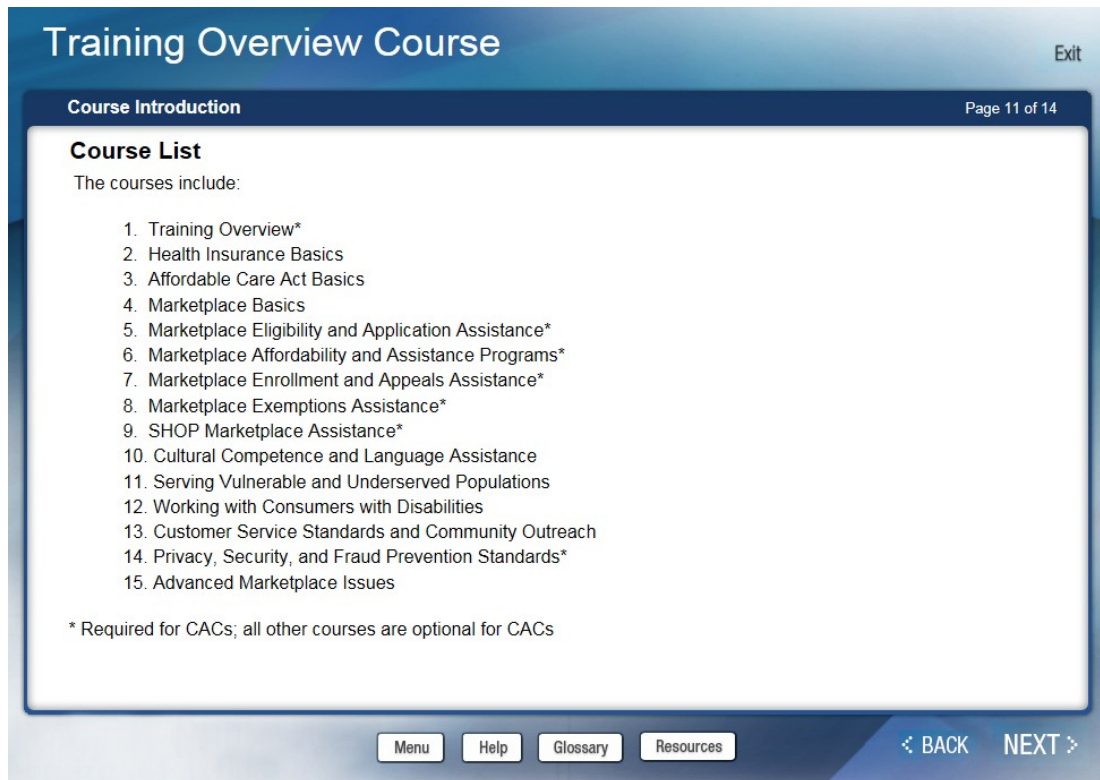 Training Overview Course
Exit
Course Introduction
Page 11 of 14
Course List
The courses include:
1. Training Overview*
2. Health Insurance Basics
3. Affordable Care Act Basics
4. Marketplace Basics
5. Marketplace Eligibility and Application Assistance*
6. Marketplace Affordability and Assistance Programs*
7. Marketplace Enrollment and Appeals Assistance*
8. Marketplace Exemptions Assistance*
9. SHOP Marketplace Assistance*
10. Cultural Competence and Language Assistance
11. Serving Vulnerable and Underserved Populations
12. Working with Consumers with Disabilities
13. Customer Service Standards and Community Outreach
14. Privacy, Security, and Fraud Prevention Standards*
15. Advanced Marketplace Issues
* Required for CACs; all other courses are optional for CACs
Menu
Help
Glossary
Resources
< BACK
NEXT >